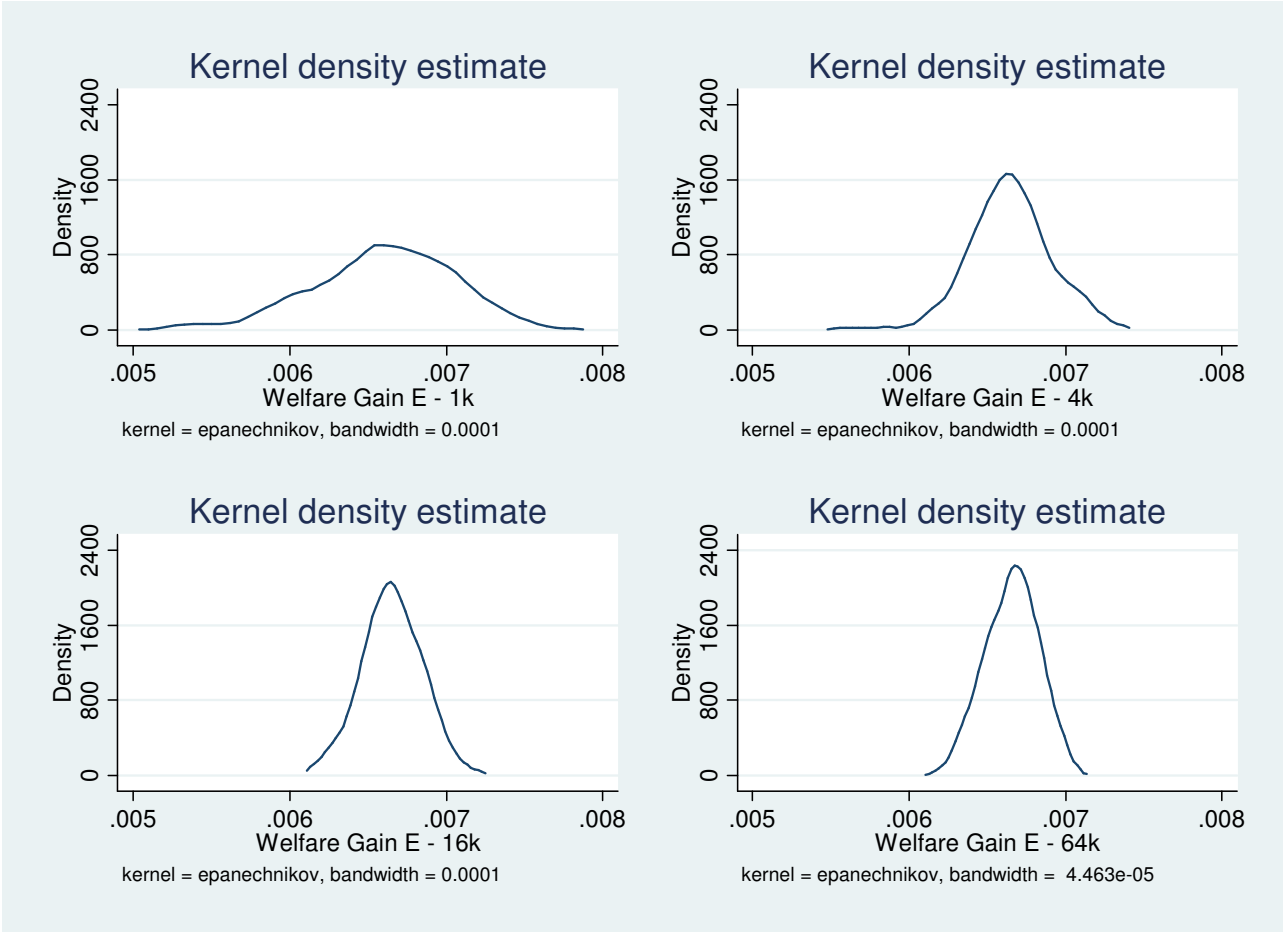 Kernel density estimate
Density
2400
1600
800
0
.005 .006 .007 .008
Welfare Gain E - 1k
kernel = epanechnikov, bandwidth = 0.0001
Kernel density estimate
Density
2400
1600
800
0
.005 .006 .007 .008
Welfare Gain E - 4k
kernel = epanechnikov, bandwidth = 0.0001
Kernel density estimate
Density
2400
1600
800
0
.005 .006 .007 .008
Welfare Gain E - 16k
kernel = epanechnikov, bandwidth = 0.0001
Kernel density estimate
Density
2400
1600
800
0
.005 .006 .007 .008
Welfare Gain E - 64k
kernel = epanechnikov, bandwidth =  4.463e-05